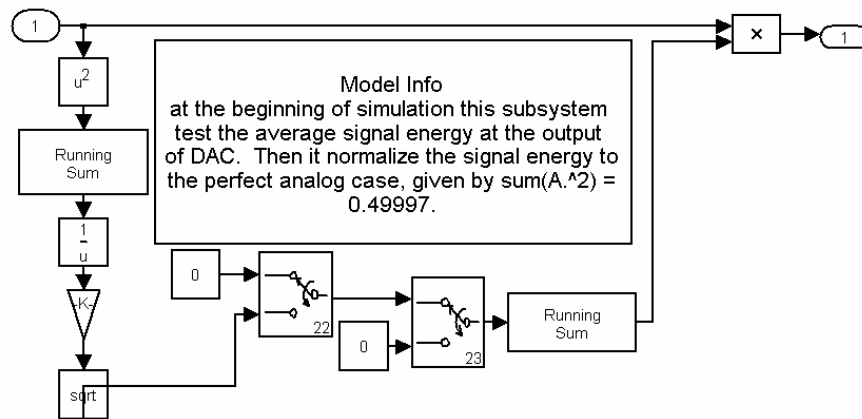 1
1
×
u²
Model Info
at the beginning of simulation this subsystem
test the average signal energy at the output
of DAC. Then it normalize the signal energy to
the perfect analog case, given by sum(A.^2) =
0.49997.
Running
Sum
1
u
0
22
-K-
0
23
Running
Sum
sqrt